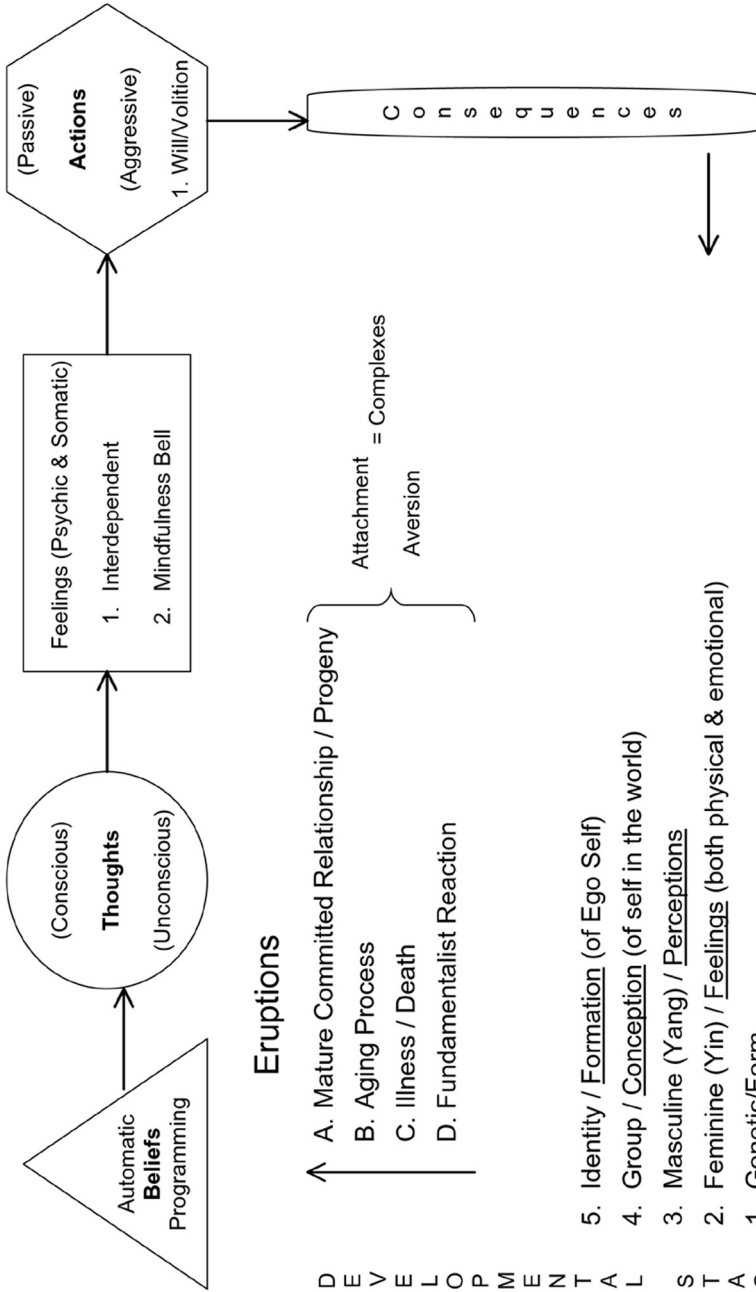 Automatic
Beliefs
Programming
(Conscious)
Thoughts
(Unconscious)
Feelings (Psychic & Somatic)
1. Interdependent
2. Mindfulness Bell
(Passive)
Actions
(Aggressive)
1. Will/Volition
Consequences
Eruptions
A. Mature Committed Relationship / Progeny
B. Aging Process
C. Illness / Death
D. Fundamentalist Reaction
Attachment
= Complexes
Aversion
DEVELOPMENTAL STA
5. Identity / Formation (of Ego Self)
4. Group / Conception (of self in the world)
3. Masculine (Yang) / Perceptions
2. Feminine (Yin) / Feelings (both physical & emotional)
1. Genetic/Form